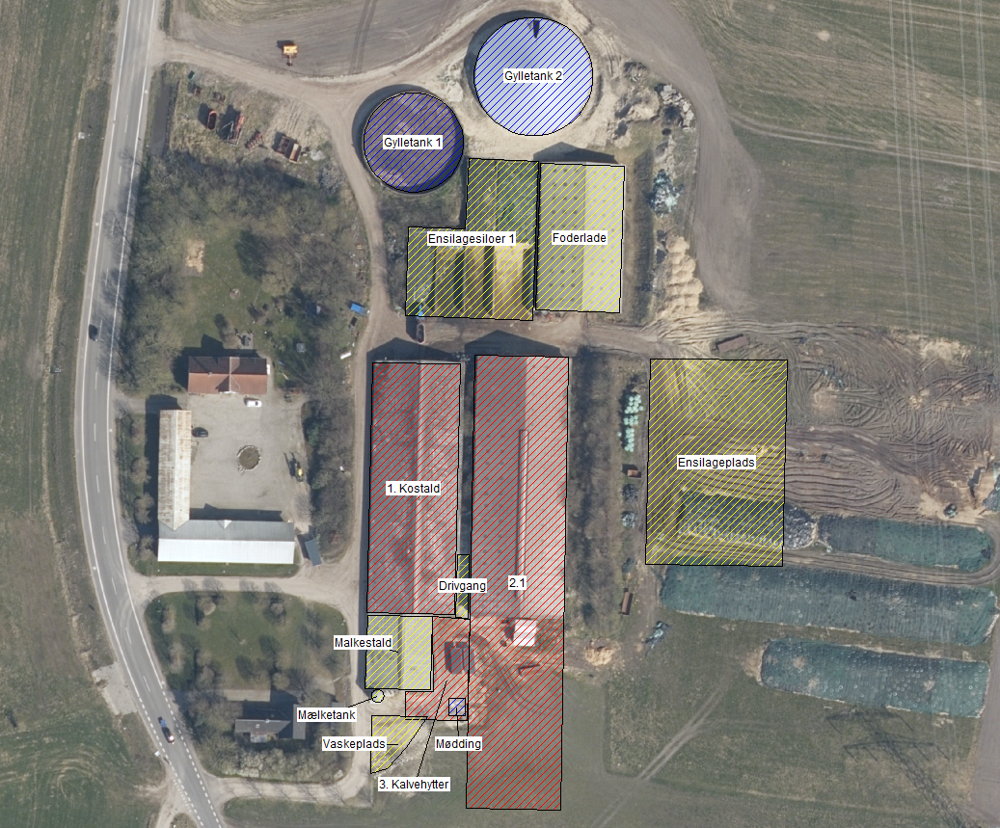 Gylletank 2
Gylletank 1
Ensilagesiloer 1
Foderlade
Ensilageplads
1. Kostald
Drivgang
2.1
Malkestald
Mælketank
Vaskeplads
Mødding
3. Kalvehytter